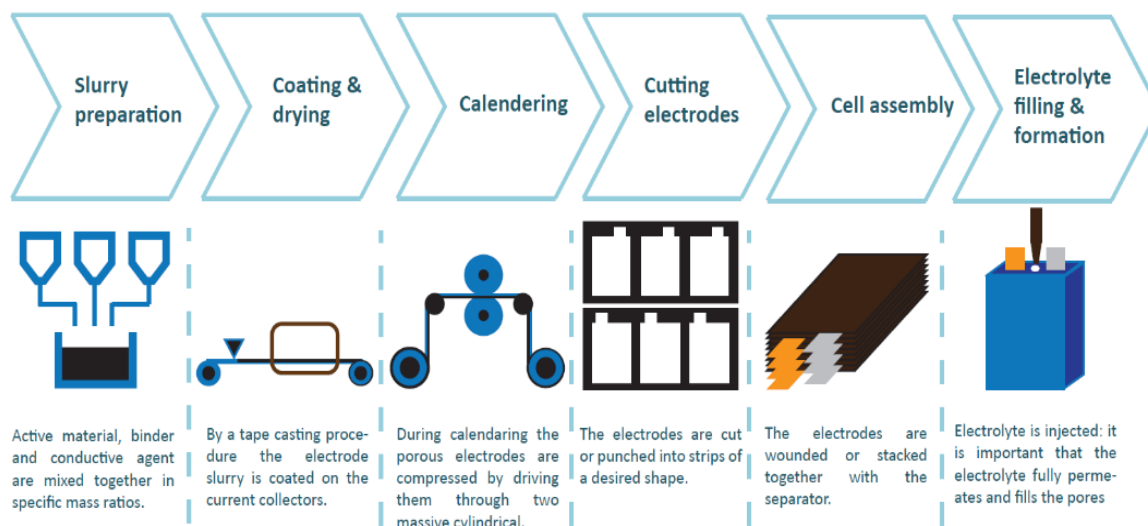 Slurry
preparation
Coating &
drying
Calendering
Cutting
electrodes
Cell assembly
Electrolyte
filling &
formation
Active material, binder
and conductive agent
are mixed together in
specific mass ratios.
By a tape casting proce-
dure the electrode
slurry is coated on the
current collectors.
During calendaring the
porous electrodes are
compressed by driving
them through two
massive cylindrical.
The electrodes are cut
or punched into strips of
a desired shape.
The electrodes are
wounded or stacked
together with the
separator.
Electrolyte is injected: it
is important that the
electrolyte fully perme-
ates and fills the pores